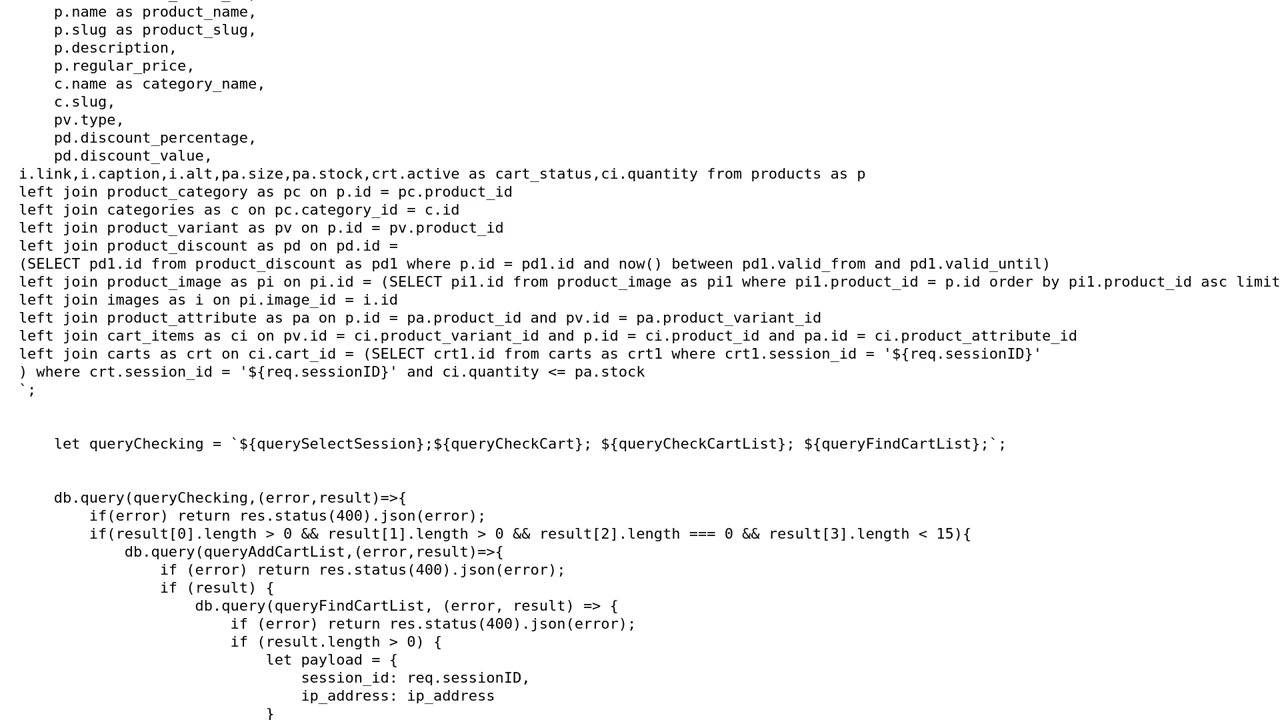 p.name as product_name,
p.slug as product_slug,
p.description,
p.regular_price,
c.name as category_name,
c.slug,
pv.type,
pd.discount_percentage,
pd.discount_value,
i.link,i.caption,i.alt,pa.size,pa.stock,crt.active as cart_status,ci.quantity from products as p
left join product_category as pc on p.id = pc.product_id
left join categories as c on pc.category_id = c.id
left join product_variant as pv on p.id = pv.product_id
left join product_discount as pd on pd.id =
(SELECT pd1.id from product_discount as pd1 where p.id = pd1.id and now() between pd1.valid_from and pd1.valid_until)
left join product_image as pi on pi.id = (SELECT pi1.id from product_image as pi1 where pi1.product_id = p.id order by pi1.product_id asc limit
left join images as i on pi.image_id = i.id
left join product_attribute as pa on p.id = pa.product_id and pv.id = pa.product_variant_id
left join cart_items as ci on pv.id = ci.product_variant_id and p.id = ci.product_id and pa.id = ci.product_attribute_id
left join carts as crt on ci.cart_id = (SELECT crt1.id from carts as crt1 where crt1.session_id = '${req.sessionID}'
) where crt.session_id = '${req.sessionID}' and ci.quantity <= pa.stock
`;
let queryChecking = `${querySelectSession};${queryCheckCart}; ${queryCheckCartList}; ${queryFindCartList};`;
db.query(queryChecking,(error,result)=>{
if(error) return res.status(400).json(error);
if(result[0].length > 0 && result[1].length > 0 && result[2].length === 0 && result[3].length < 15){
db.query(queryAddCartList,(error,result)=>{
if (error) return res.status(400).json(error);
if (result) {
db.query(queryFindCartList, (error, result) => {
if (error) return res.status(400).json(error);
if (result.length > 0) {
let payload = {
session_id: req.sessionID,
ip_address: ip_address
}